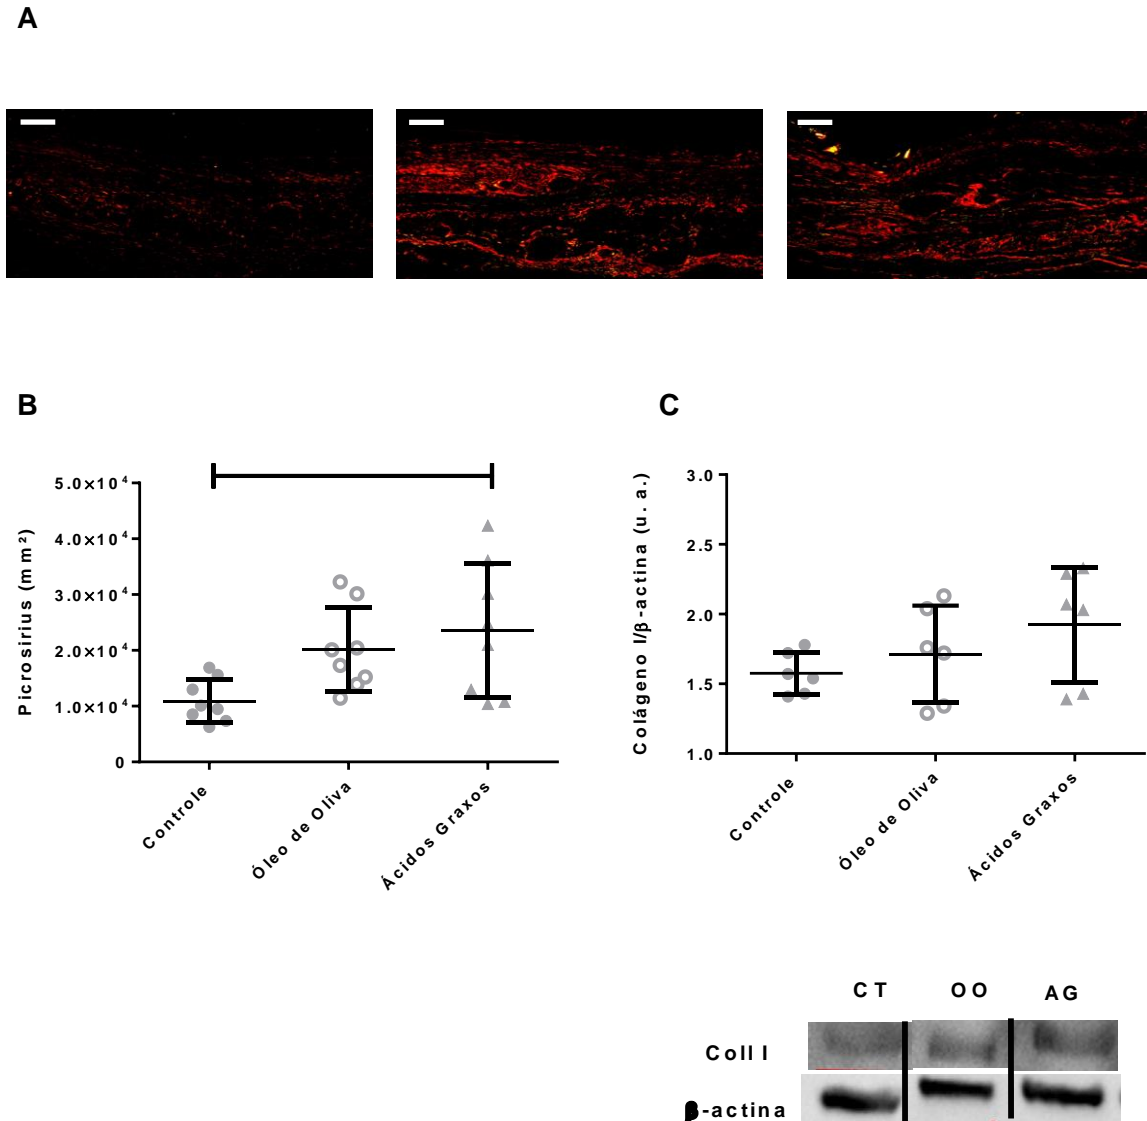 A
B
C
Picrosirius (mm²)
5.0×10⁴
4.0×10⁴
3.0×10⁴
2.0×10⁴
1.0×10⁴
0
Controle
Óleo de Oliva
Ácidos Graxos
Colágeno I/β-actina (u. a.)
3.0
2.5
2.0
1.5
1.0
Controle
Óleo de Oliva
Ácidos Graxos
CT OO AG
Coll I
β-actina